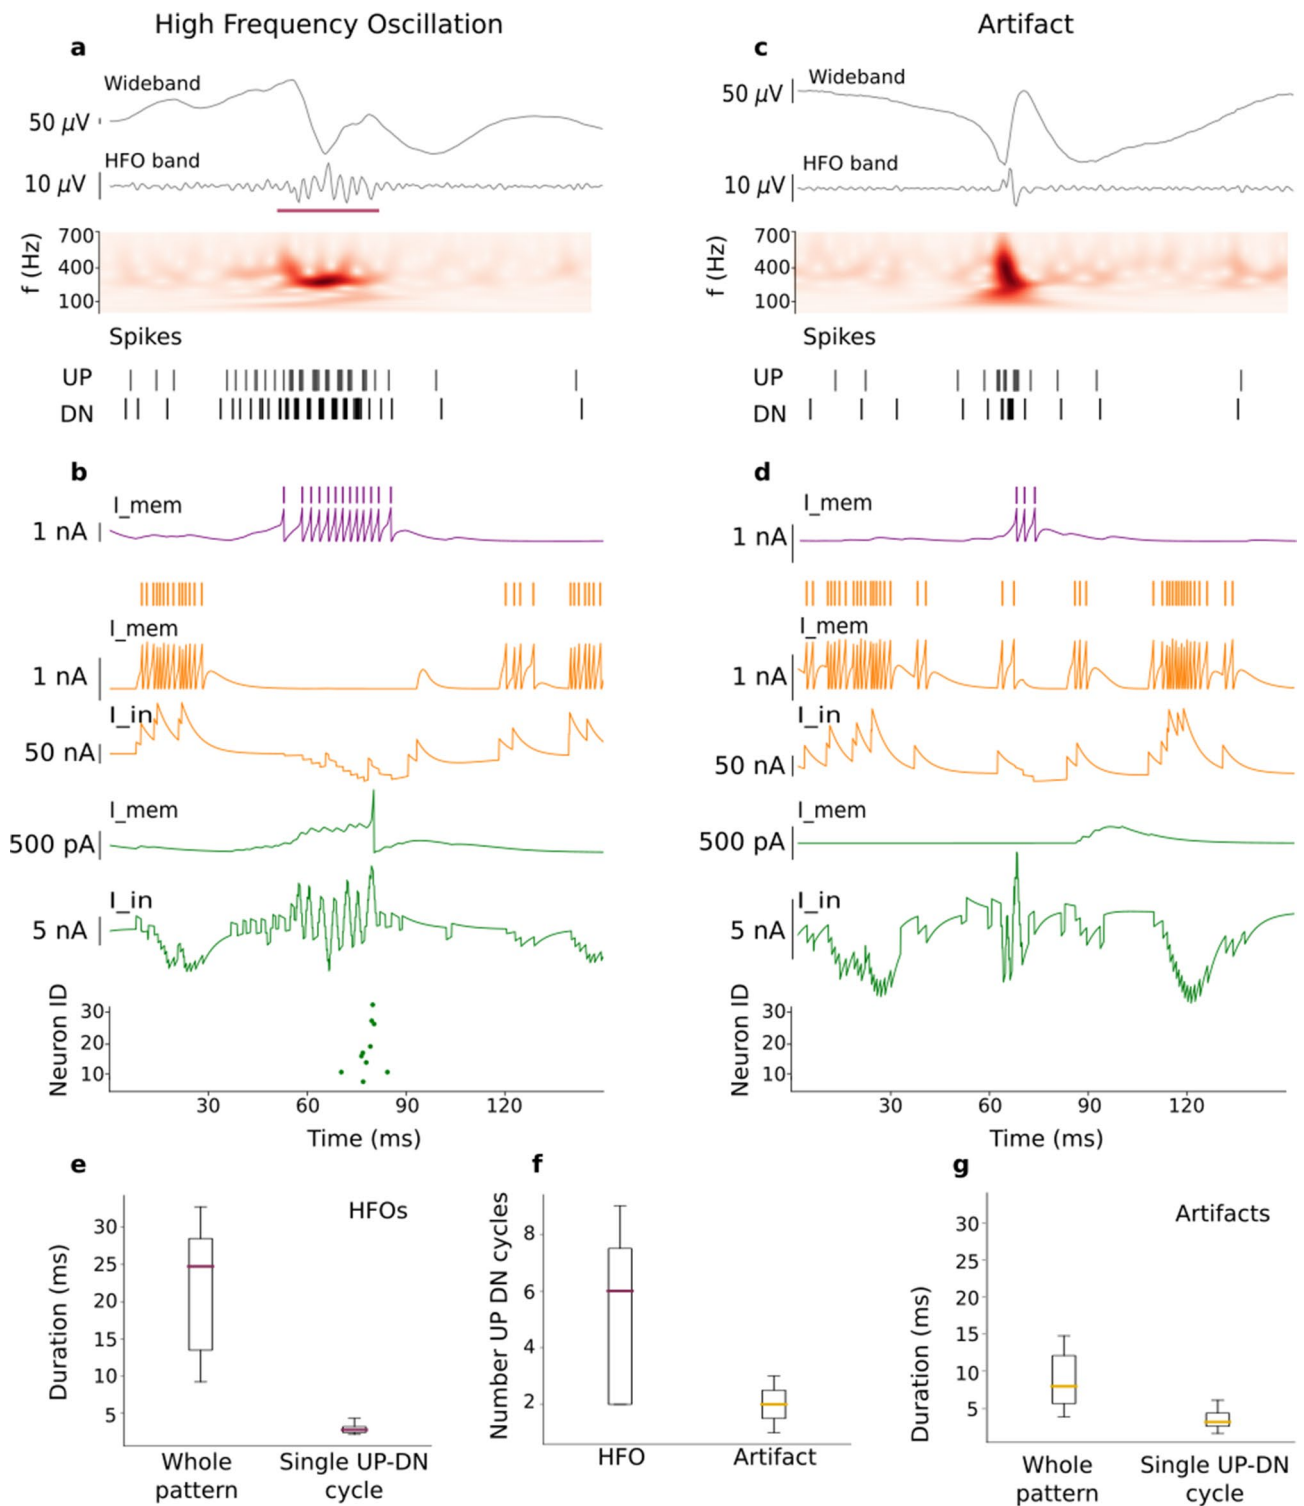 High Frequency Oscillation
a
Wideband
50 μV
HFO band
10 μV
f (Hz)
700
400
100
Spikes
UP
DN
b
I_mem
1 nA
I_mem
1 nA
I_in
50 nA
I_mem
500 pA
I_in
5 nA
Neuron ID
30
20
10
30 60 90 120
Time (ms)
Artifact
c
Wideband
50 μV
HFO band
10 μV
f (Hz)
700
400
100
Spikes
UP
DN
d
I_mem
1 nA
I_mem
1 nA
I_in
50 nA
I_mem
500 pA
I_in
5 nA
Neuron ID
30
20
10
30 60 90 120
Time (ms)
e
HFOs
Duration (ms)
30
25
20
15
10
5
Whole Single UP-DN
pattern cycle
f
Number UP DN cycles
8
6
4
2
HFO Artifact
g
Artifacts
Duration (ms)
30
25
20
15
10
5
Whole Single UP-DN
pattern cycle